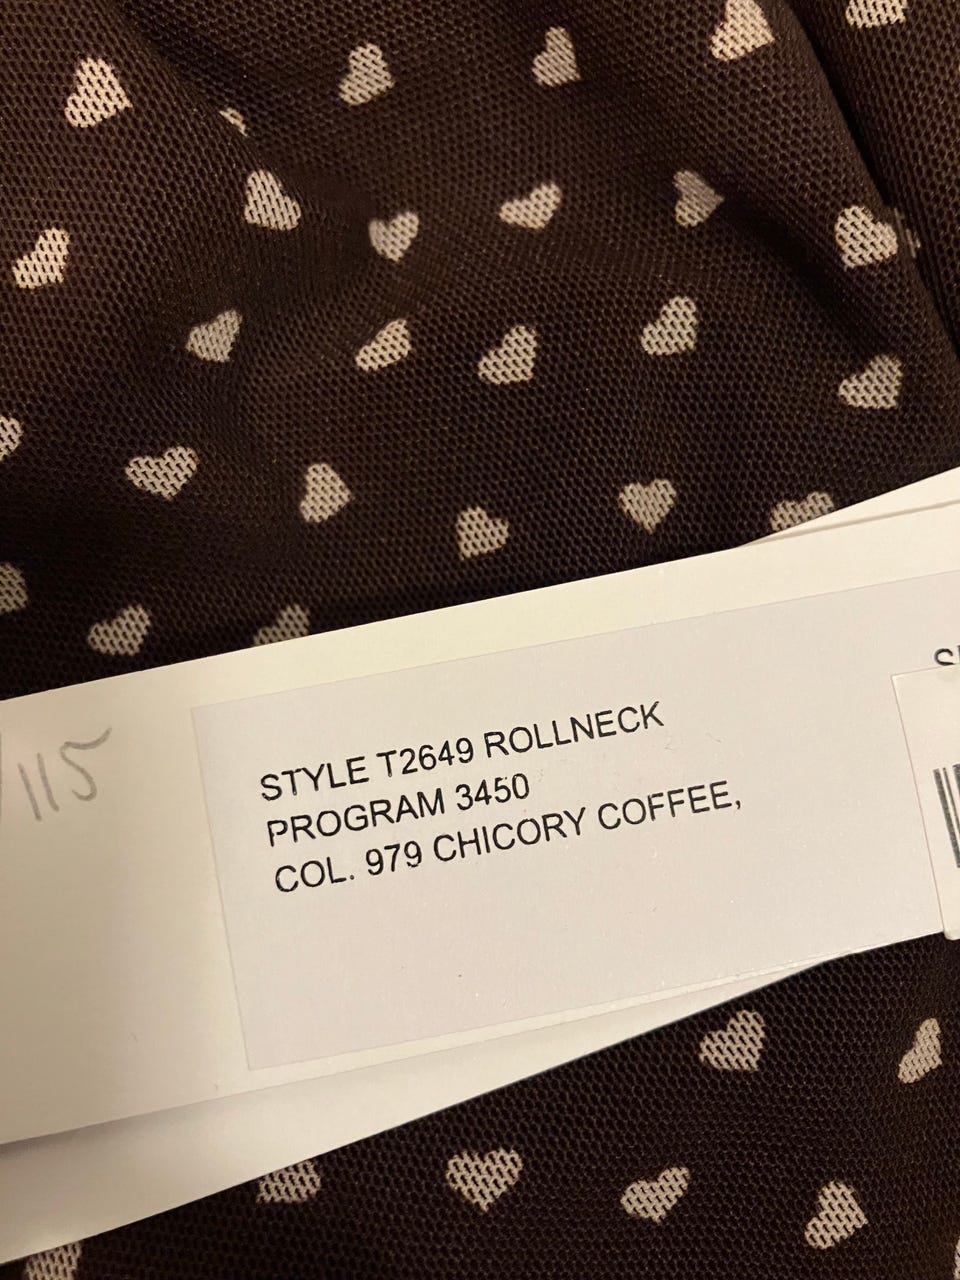 STYLE T2649 ROLLNECK
PROGRAM 3450
COL. 979 CHICORY COFFEE,
115